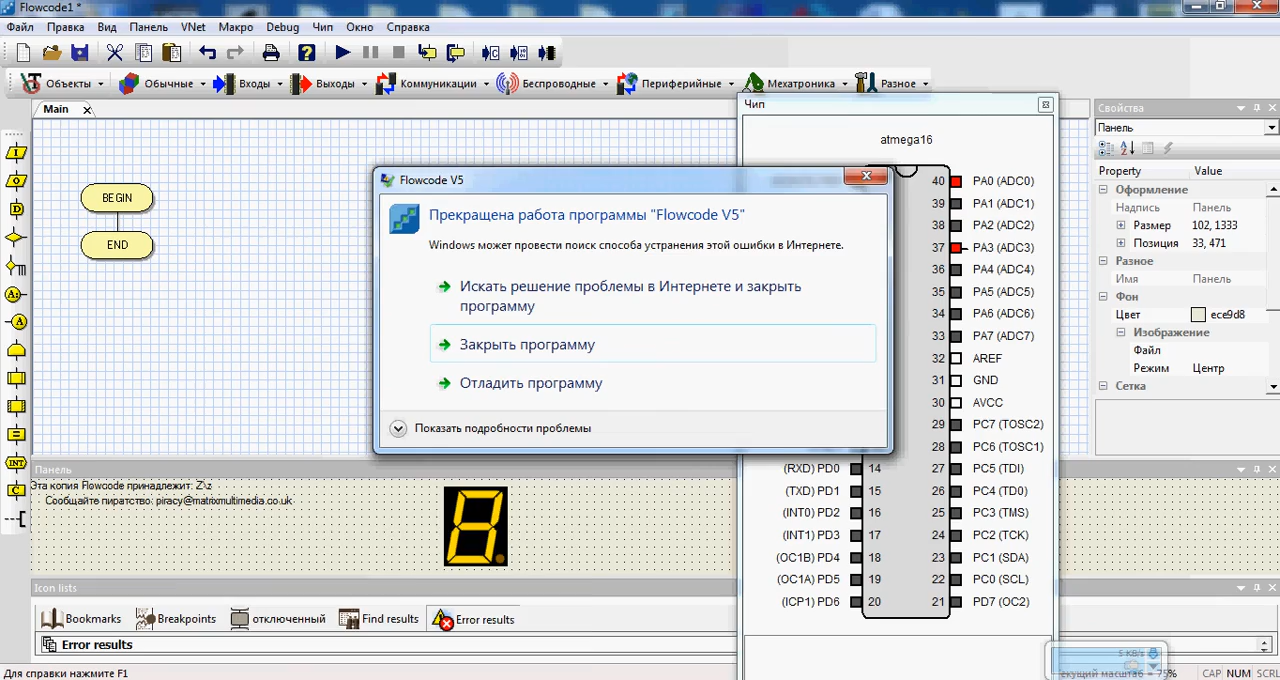 Flowcode1 *
Файл Правка Вид Панель VNet Макро Debug Чип Окно Справка
Объекты Обычные Входы Выходы Коммуникации Беспроводные Периферийные Мехатроника Разное
Main
Чип
atmega16
BEGIN
END
Flowcode V5
Прекращена работа программы "Flowcode V5"
Windows может провести поиск способа устранения этой ошибки в Интернете.
Искать решение проблемы в Интернете и закрыть
программу
Закрыть программу
Отладить программу
Показать подробности проблемы
40 PA0 (ADC0)
39 PA1 (ADC1)
38 PA2 (ADC2)
37 PA3 (ADC3)
36 PA4 (ADC4)
35 PA5 (ADC5)
34 PA6 (ADC6)
33 PA7 (ADC7)
32 AREF
31 GND
30 AVCC
29 PC7 (TOSC2)
28 PC6 (TOSC1)
(RXD) PD0 14 27 PC5 (TDI)
(TXD) PD1 15 26 PC4 (TD0)
(INT0) PD2 16 25 PC3 (TMS)
(INT1) PD3 17 24 PC2 (TCK)
(OC1B) PD4 18 23 PC1 (SDA)
(OC1A) PD5 19 22 PC0 (SCL)
(ICP1) PD6 20 21 PD7 (OC2)
Свойства
Панель
Property Value
Оформление
Надпись Панель
Размер 102, 1333
Позиция 33, 471
Разное
Имя Панель
Фон
Цвет ece9d8
Изображение
Файл
Режим Центр
Сетка
Панель
Эта копия Flowcode принадлежит: Z\z
Сообщайте пиратство: piracy@matrixmultimedia.co.uk
8.
Icon lists
Bookmarks Breakpoints отключенный Find results Error results
Error results
5 KB/s
Для справки нажмите F1
Текущий масштаб = 75% CAP NUM SCRL